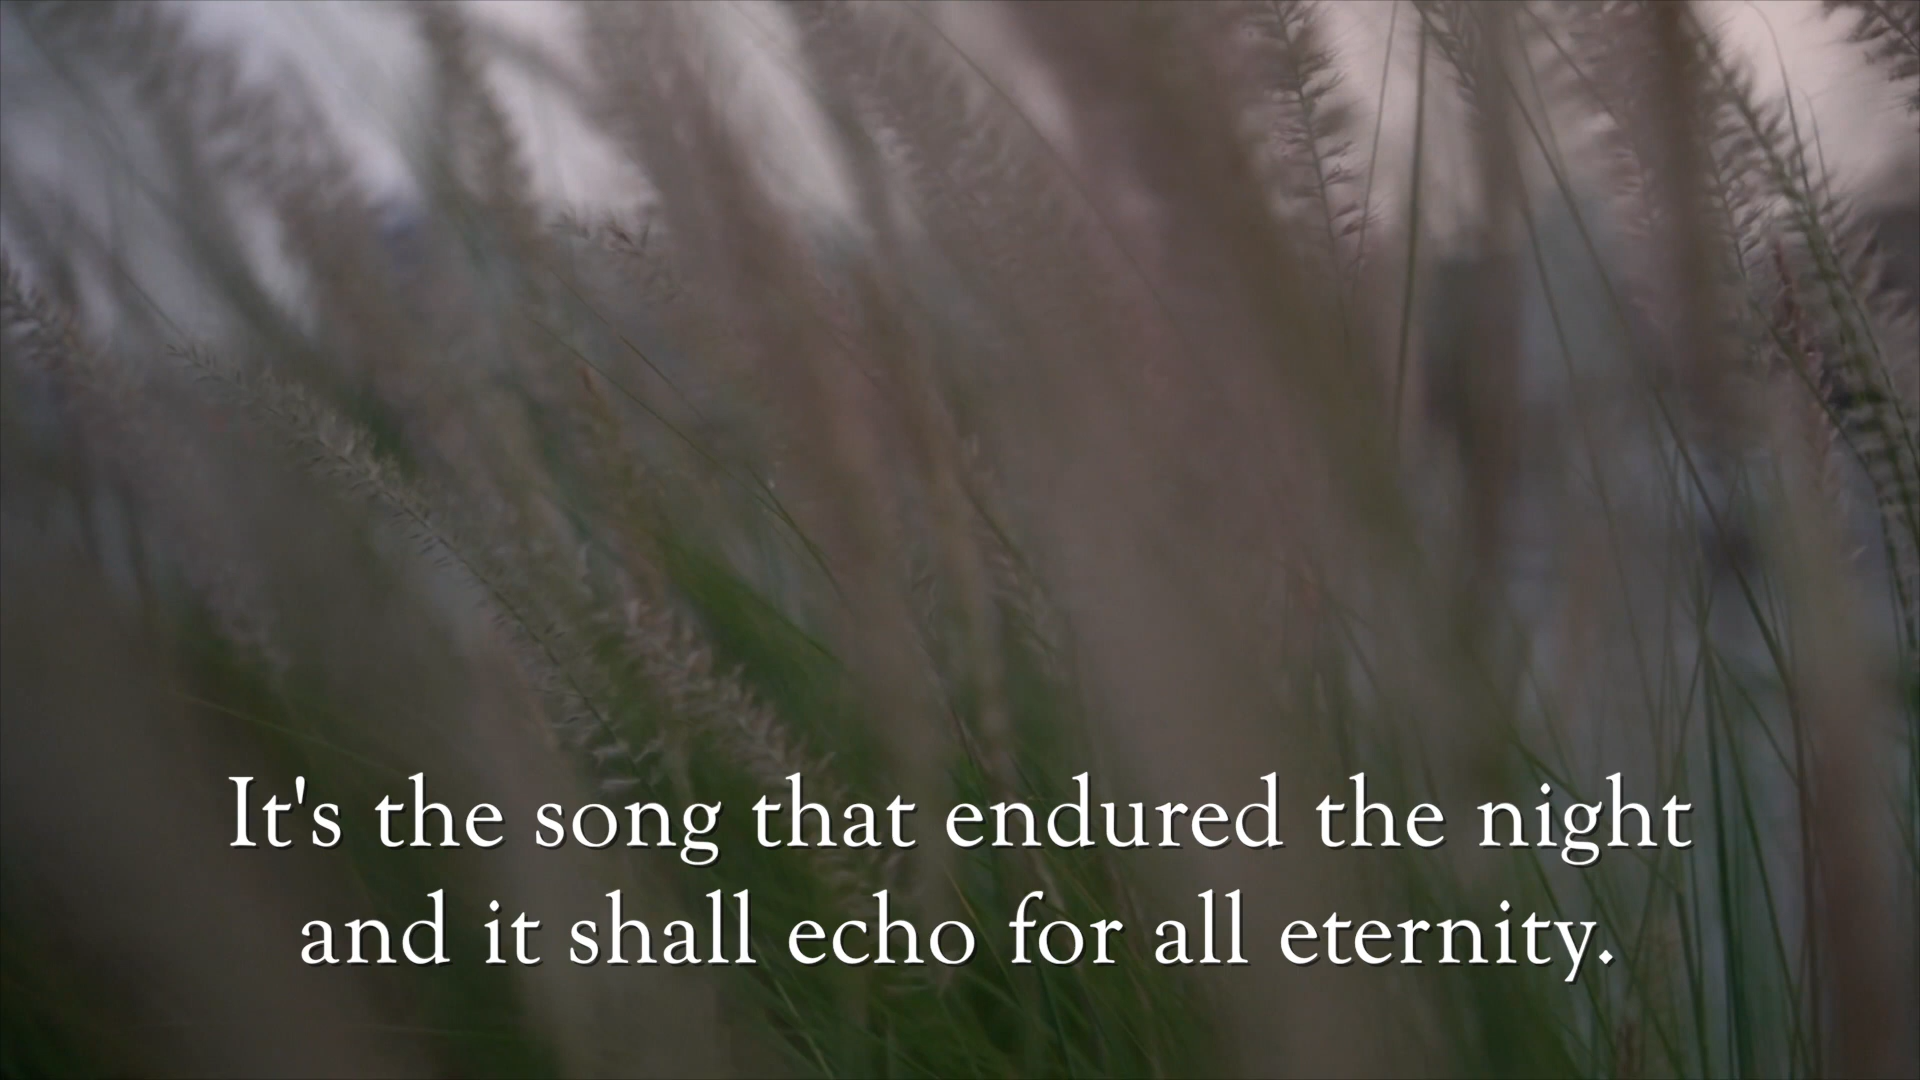 It's the song that endured the night
and it shall echo for all eternity.